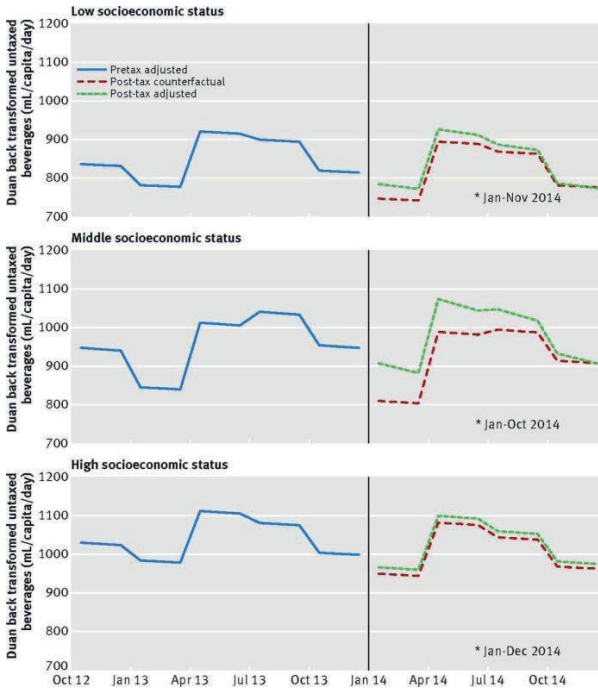 Low socioeconomic status
Duan back transformed untaxed
beverages (mL/capita/day)
1200
1100
1000
900
800
700
Pretax adjusted
Post-tax counterfactual
Post-tax adjusted
* Jan-Nov 2014
Middle socioeconomic status
Duan back transformed untaxed
beverages (mL/capita/day)
1200
1100
1000
900
800
700
* Jan-Oct 2014
High socioeconomic status
Duan back transformed untaxed
beverages (mL/capita/day)
1200
1100
1000
900
800
700
* Jan-Dec 2014
Oct 12 Jan 13 Apr 13 Jul 13 Oct 13 Jan 14 Apr 14 Jul 14 Oct 14